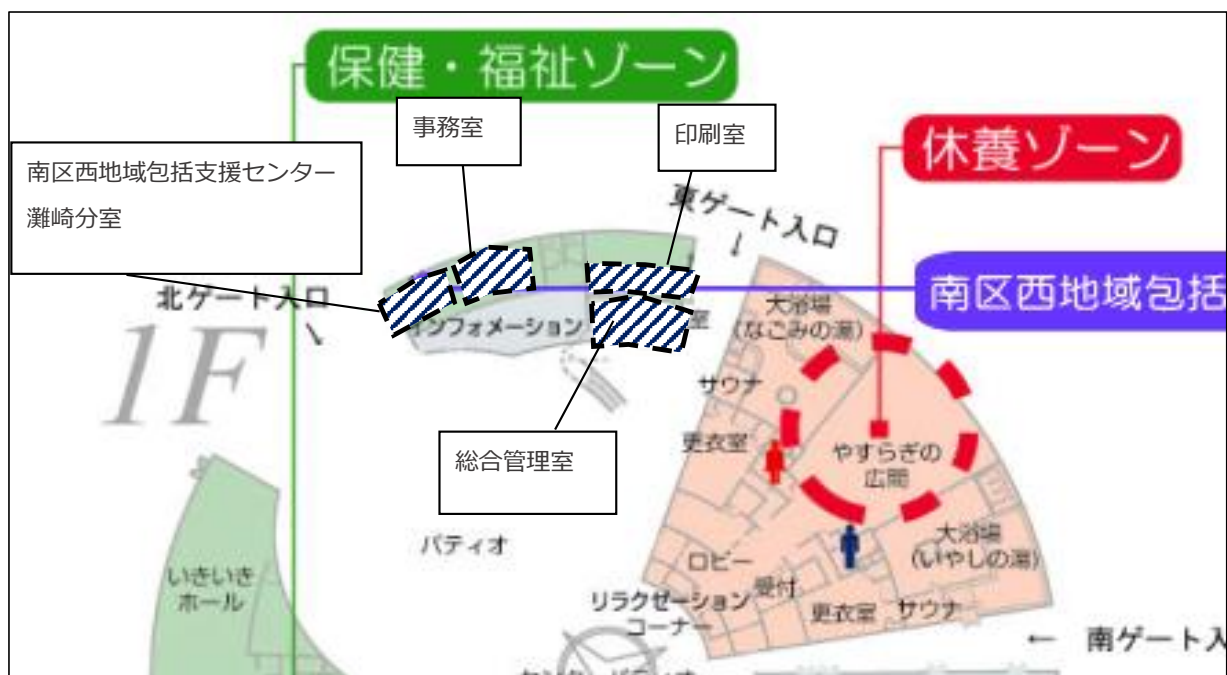 保健・福祉ゾーン
事務室
印刷室
休養ゾーン
南区西地域包括支援センター
灘崎分室
東ゲート入口
南区西地域包括
北ゲート入口
大浴場
(なごみの湯)
インフォメーション
室
1F
サウナ
更衣室
やすらぎの
広間
総合管理室
パティオ
大浴場
(いやしの湯)
ロビー
いきいき
ホール
受付
リラクゼーション
コーナー
更衣室
サウナ
南ゲート入